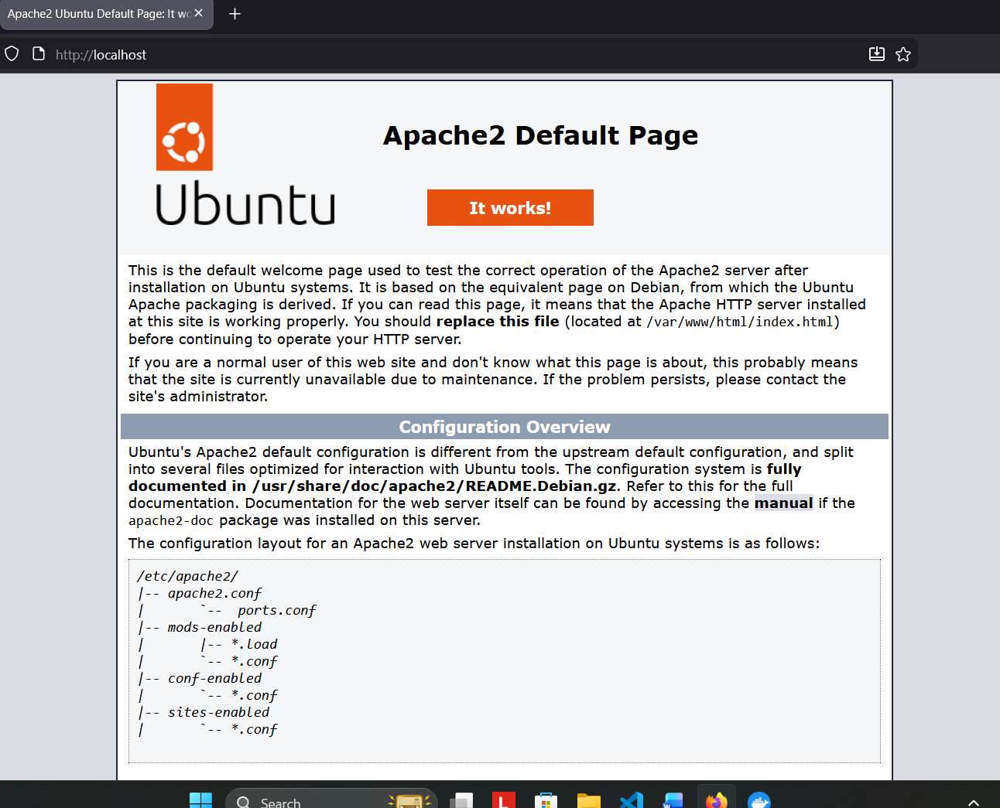 Apache2 Ubuntu Default Page: It wo
http://localhost
Ubuntu
Apache2 Default Page
It works!
This is the default welcome page used to test the correct operation of the Apache2 server after
installation on Ubuntu systems. It is based on the equivalent page on Debian, from which the Ubuntu
Apache packaging is derived. If you can read this page, it means that the Apache HTTP server installed
at this site is working properly. You should replace this file (located at /var/www/html/index.html)
before continuing to operate your HTTP server.
If you are a normal user of this web site and don't know what this page is about, this probably means
that the site is currently unavailable due to maintenance. If the problem persists, please contact the
site's administrator.
Configuration Overview
Ubuntu's Apache2 default configuration is different from the upstream default configuration, and split
into several files optimized for interaction with Ubuntu tools. The configuration system is fully
documented in /usr/share/doc/apache2/README.Debian.gz. Refer to this for the full
documentation. Documentation for the web server itself can be found by accessing the manual if the
apache2-doc package was installed on this server.
The configuration layout for an Apache2 web server installation on Ubuntu systems is as follows:
/etc/apache2/
|-- apache2.conf
|       `--  ports.conf
|-- mods-enabled
|       |-- *.load
|       `-- *.conf
|-- conf-enabled
|       `-- *.conf
|-- sites-enabled
|       `-- *.conf
Search
L
W